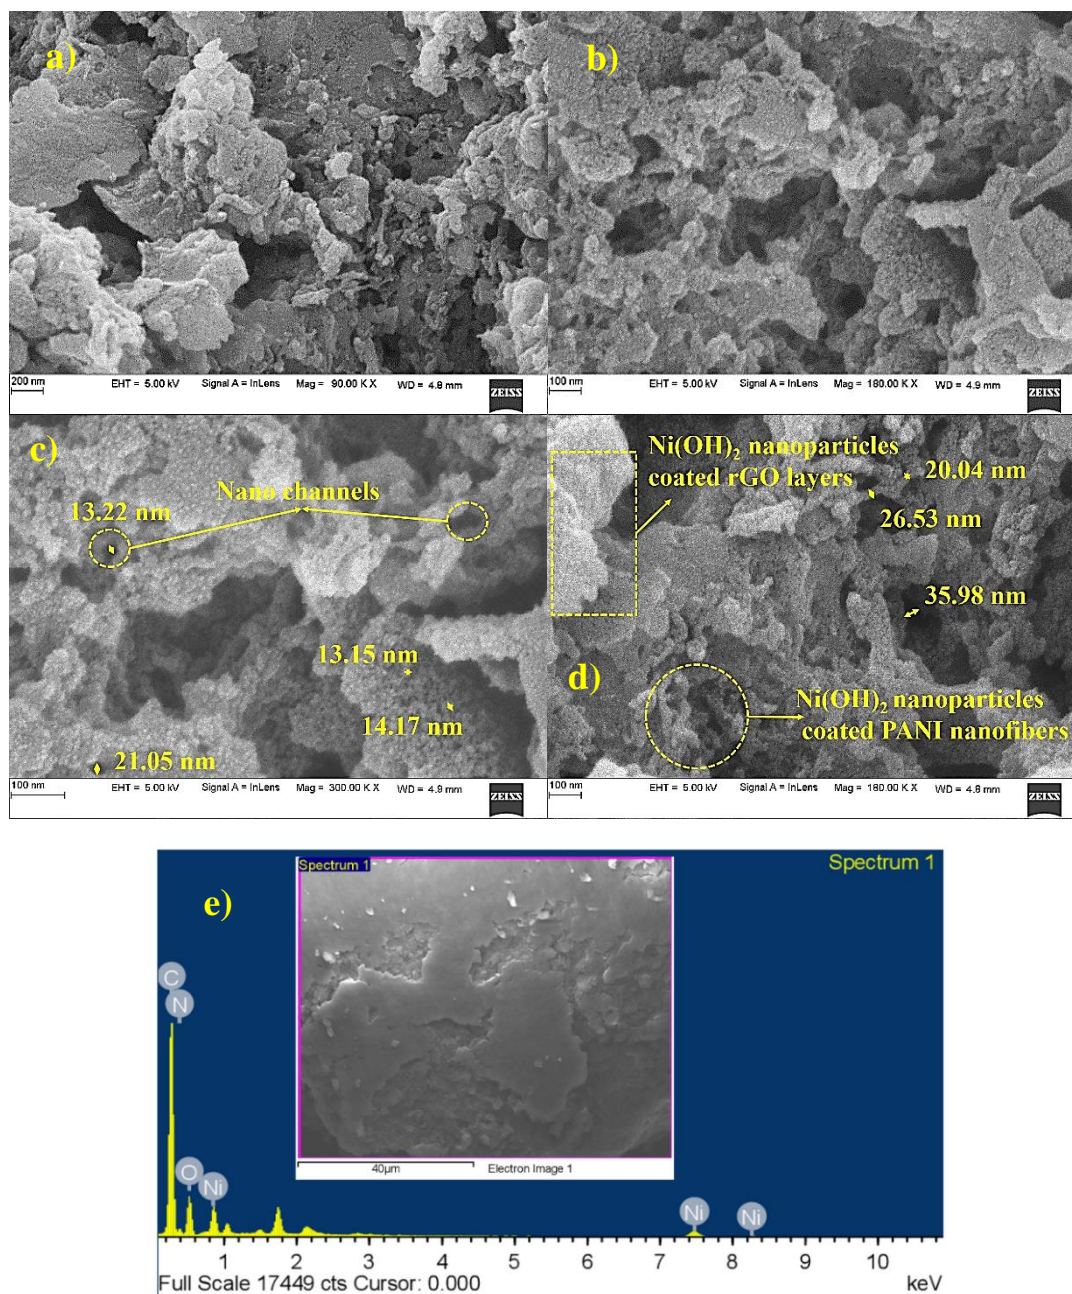 a)
200 nm
EHT = 5.00 kV Signal A = InLens Mag = 90.00 K X WD = 4.8 mm
ZEISS
b)
100 nm
EHT = 5.00 kV Signal A = InLens Mag = 180.00 K X WD = 4.9 mm
ZEISS
c)
Nano channels
13.22 nm
13.15 nm
14.17 nm
21.05 nm
100 nm
EHT = 5.00 kV Signal A = InLens Mag = 300.00 K X WD = 4.9 mm
ZEISS
Ni(OH)₂ nanoparticles
coated rGO layers
20.04 nm
26.53 nm
35.98 nm
d)
Ni(OH)₂ nanoparticles
coated PANI nanofibers
100 nm
EHT = 5.00 kV Signal A = InLens Mag = 180.00 K X WD = 4.8 mm
ZEISS
e)
Spectrum 1
Spectrum 1
40µm
Electron Image 1
C
N
O
Ni
Ni
Ni
1 2 3 4 5 6 7 8 9 10
Full Scale 17449 cts Cursor: 0.000
keV